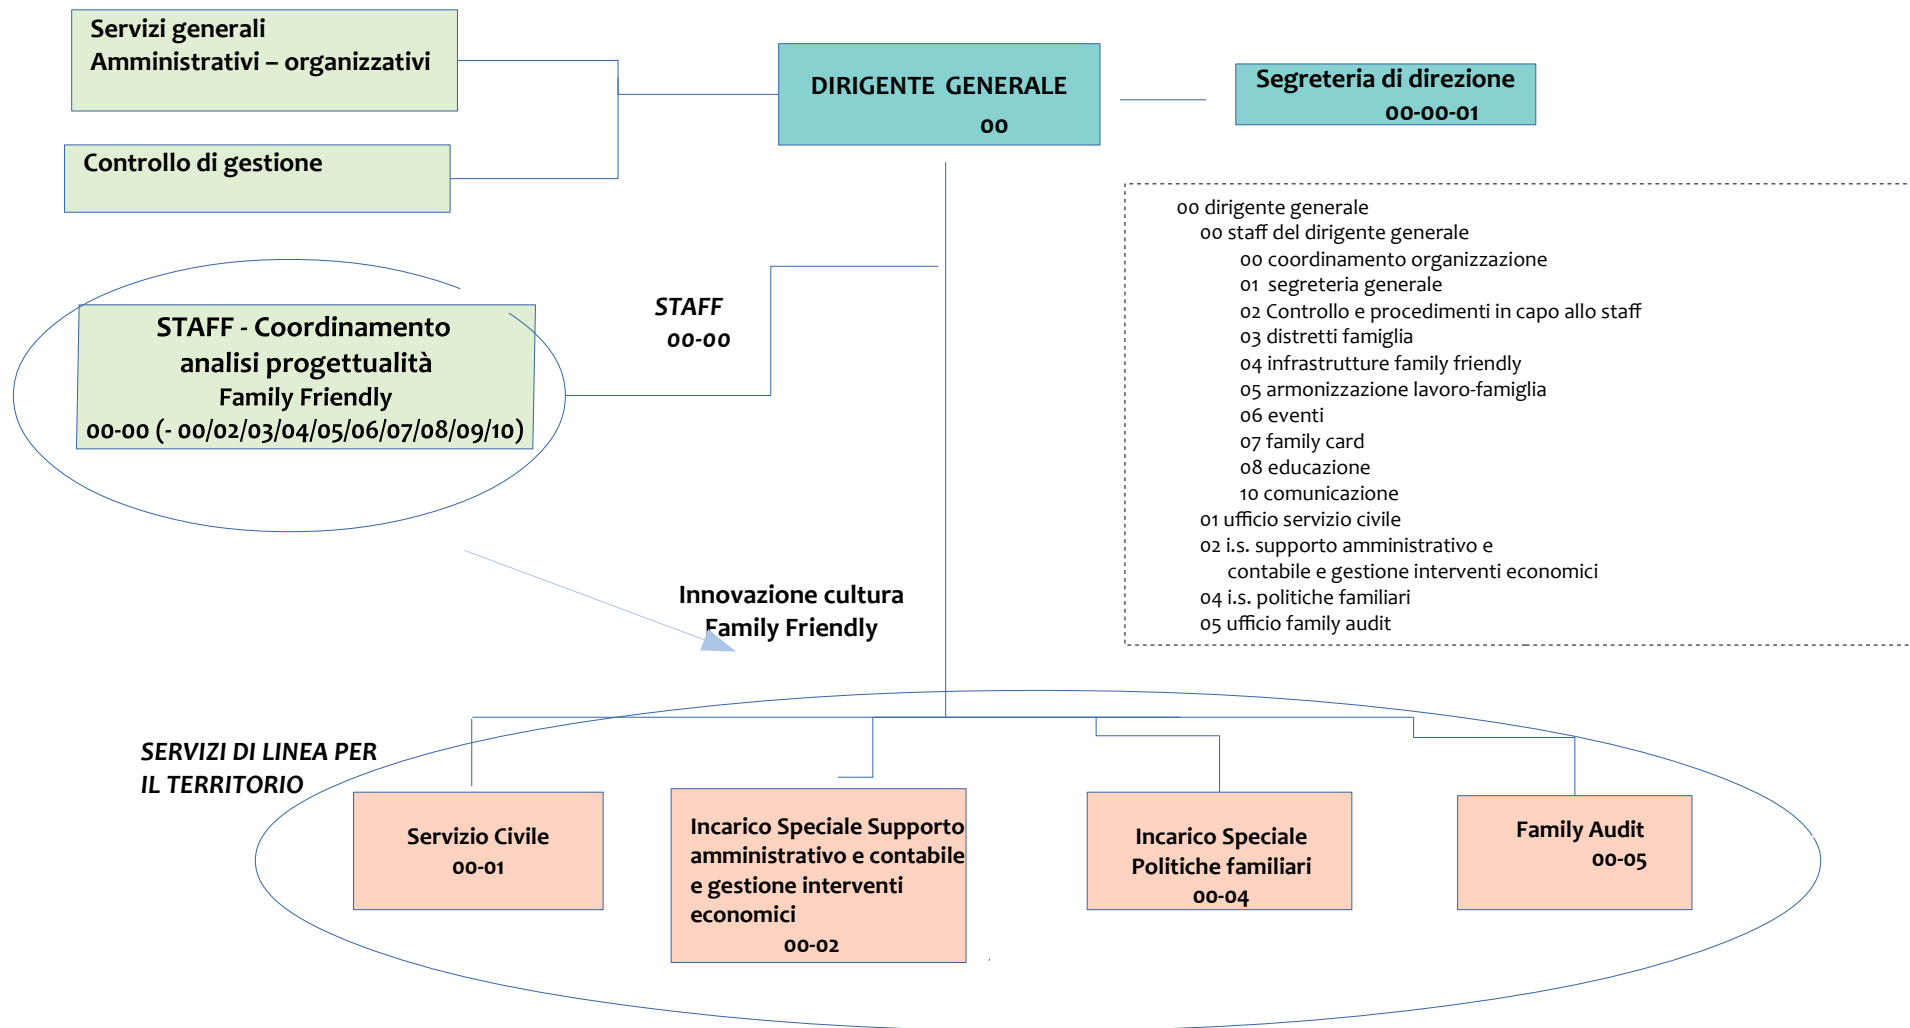 Servizi generali
Amministrativi – organizzativi
DIRIGENTE GENERALE
00
Segreteria di direzione
00-00-01
Controllo di gestione
00 dirigente generale
00 staff del dirigente generale
00 coordinamento organizzazione
01 segreteria generale
02 Controllo e procedimenti in capo allo staff
03 distretti famiglia
04 infrastrutture family friendly
05 armonizzazione lavoro-famiglia
06 eventi
07 family card
08 educazione
10 comunicazione
01 ufficio servizio civile
02 i.s. supporto amministrativo e
contabile e gestione interventi economici
04 i.s. politiche familiari
05 ufficio family audit
STAFF - Coordinamento
analisi progettualità
Family Friendly
00-00 (- 00/02/03/04/05/06/07/08/09/10)
STAFF
00-00
Innovazione cultura
Family Friendly
SERVIZI DI LINEA PER
IL TERRITORIO
Servizio Civile
00-01
Incarico Speciale Supporto
amministrativo e contabile
e gestione interventi
economici
00-02
Incarico Speciale
Politiche familiari
00-04
Family Audit
00-05